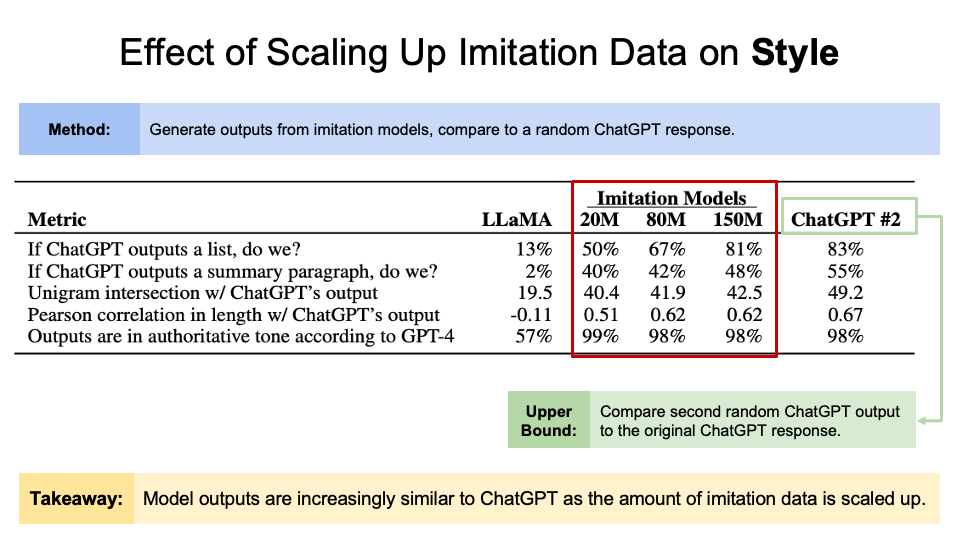 Effect of Scaling Up Imitation Data on Style
Method: Generate outputs from imitation models, compare to a random ChatGPT response.
Imitation Models
Metric LLaMA 20M 80M 150M ChatGPT #2
If ChatGPT outputs a list, do we? 13% 50% 67% 81% 83%
If ChatGPT outputs a summary paragraph, do we? 2% 40% 42% 48% 55%
Unigram intersection w/ ChatGPT's output 19.5 40.4 41.9 42.5 49.2
Pearson correlation in length w/ ChatGPT's output -0.11 0.51 0.62 0.62 0.67
Outputs are in authoritative tone according to GPT-4 57% 99% 98% 98% 98%
Upper Bound:
Compare second random ChatGPT output
to the original ChatGPT response.
Takeaway: Model outputs are increasingly similar to ChatGPT as the amount of imitation data is scaled up.